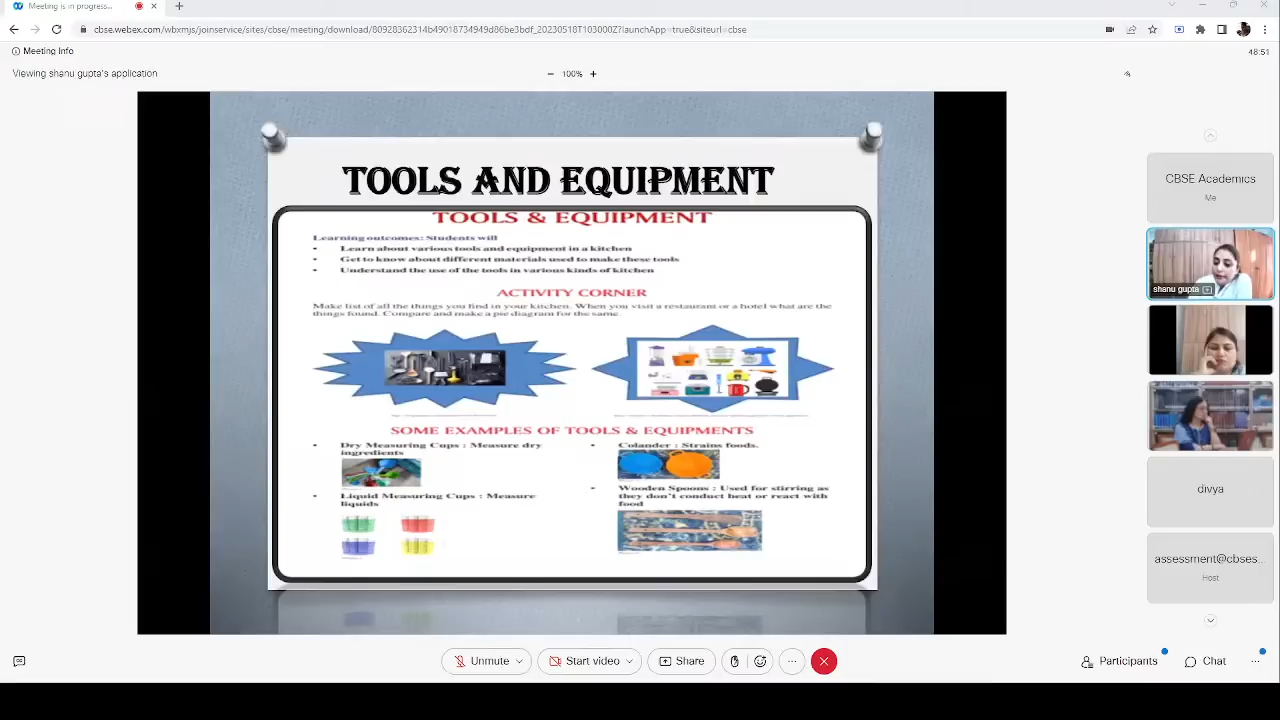 Meeting is in progress...
cbse.webex.com/wbxmjs/joinservice/sites/cbse/meeting/download/80928362314b49018734949d86be3bdf_20230518T103000Z?launchApp=true&siteurl=cbse
Meeting Info
48:51
Viewing shanu gupta's application
100%
TOOLS AND EQUIPMENT
TOOLS & EQUIPMENT
Learning outcomes: Students will
• Learn about various tools and equipment in a kitchen
• Get to know about different materials used to make these tools
• Understand the use of the tools in various kinds of kitchen
ACTIVITY CORNER
Make list of all the things you find in your kitchen. When you visit a restaurant or a hotel what are the
things found. Compare and make a pie diagram for the same.
SOME EXAMPLES OF TOOLS & EQUIPMENTS
• Dry Measuring Cups : Measure dry
ingredients
• Liquid Measuring Cups : Measure
liquids
• Colander : Strains foods.
• Wooden Spoons : Used for stirring as
they don't conduct heat or react with
food
CBSE Academics
Me
shanu gupta
divya
assessment@cbses...
Host
Unmute
Start video
Share
Participants
Chat